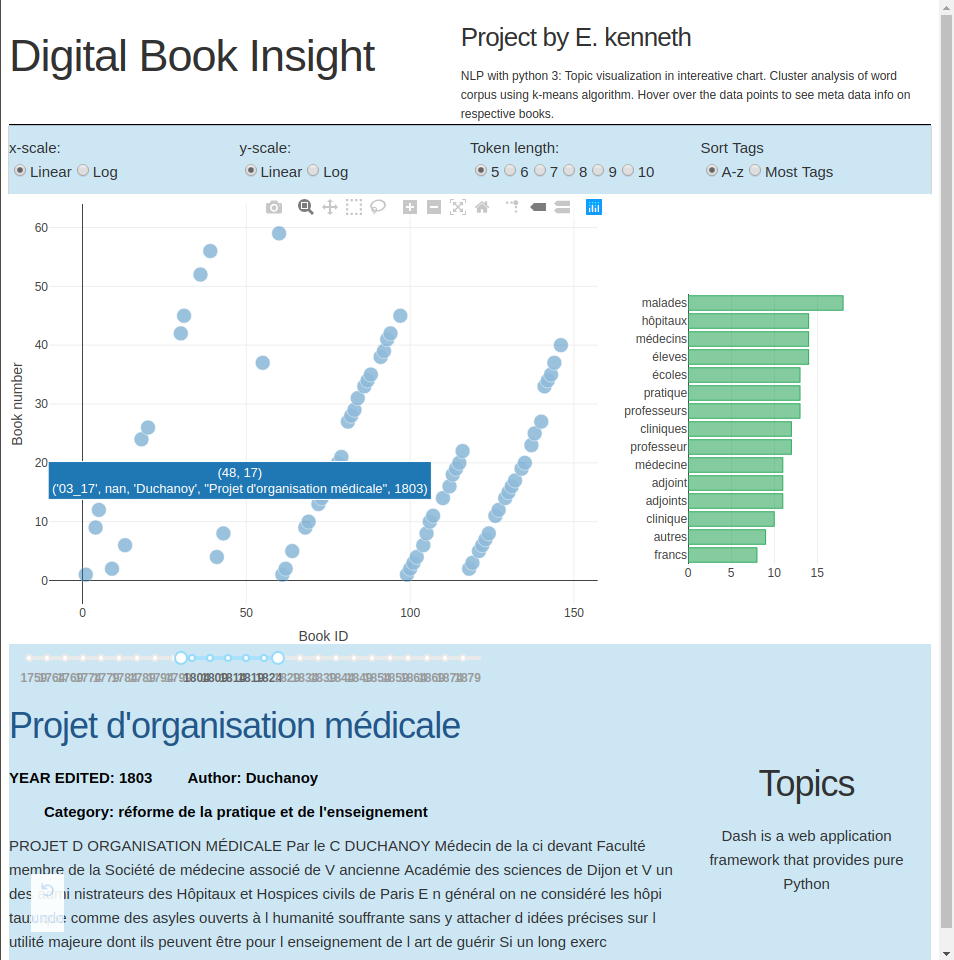 Digital Book Insight
Project by E. kenneth
NLP with python 3: Topic visualization in intereative chart. Cluster analysis of word
corpus using k-means algorithm. Hover over the data points to see meta data info on
respective books.
x-scale:
Linear Log
y-scale:
Linear Log
Token length:
5 6 7 8 9 10
Sort Tags
A-z Most Tags
60
50
40
30
20
10
0
Book number
(48, 17)
('03_17', nan, 'Duchanoy', "Projet d'organisation médicale", 1803)
0 50 100 150
Book ID
malades
hôpitaux
médecins
éleves
écoles
pratique
professeurs
cliniques
professeur
médecine
adjoint
adjoints
clinique
autres
francs
0 5 10 15
1759 1764 1769 1774 1779 1784 1789 1794 1804 1809 1814 1819 1824 1829 1834 1839 1844 1849 1854 1859 1864 1869 1874 1879
Projet d'organisation médicale
YEAR EDITED: 1803 Author: Duchanoy
Category: réforme de la pratique et de l'enseignement
PROJET D ORGANISATION MÉDICALE Par le C DUCHANOY Médecin de la ci devant Faculté
membre de la Société de médecine associé de V ancienne Académie des sciences de Dijon et V un
des admi nistrateurs des Hôpitaux et Hospices civils de Paris E n général on ne considéré les hôpi
comme des asyles ouverts à l humanité souffrante sans y attacher d idées précises sur l
utilité majeure dont ils peuvent être pour l enseignement de l art de guérir Si un long exerc
Topics
Dash is a web application
framework that provides pure
Python